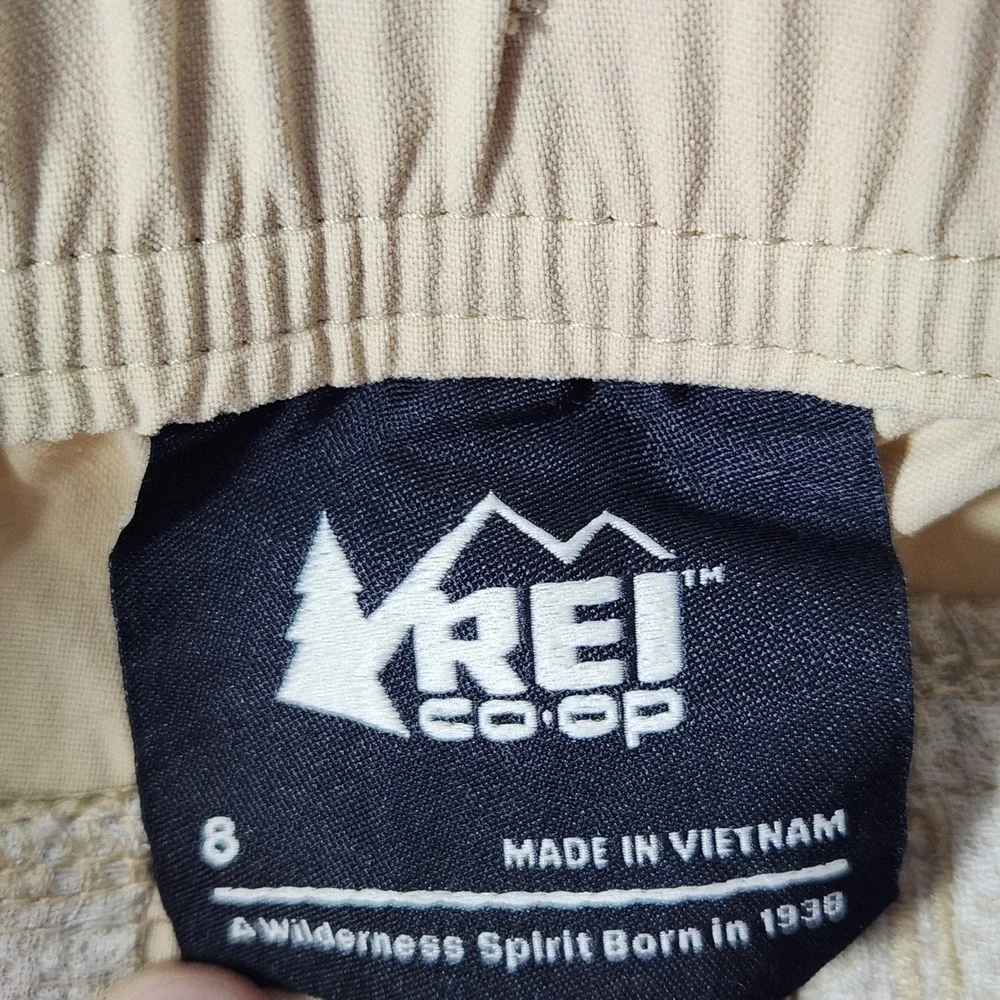 REI™
CO·OP
8
MADE IN VIETNAM
A Wilderness Spirit Born in 1938